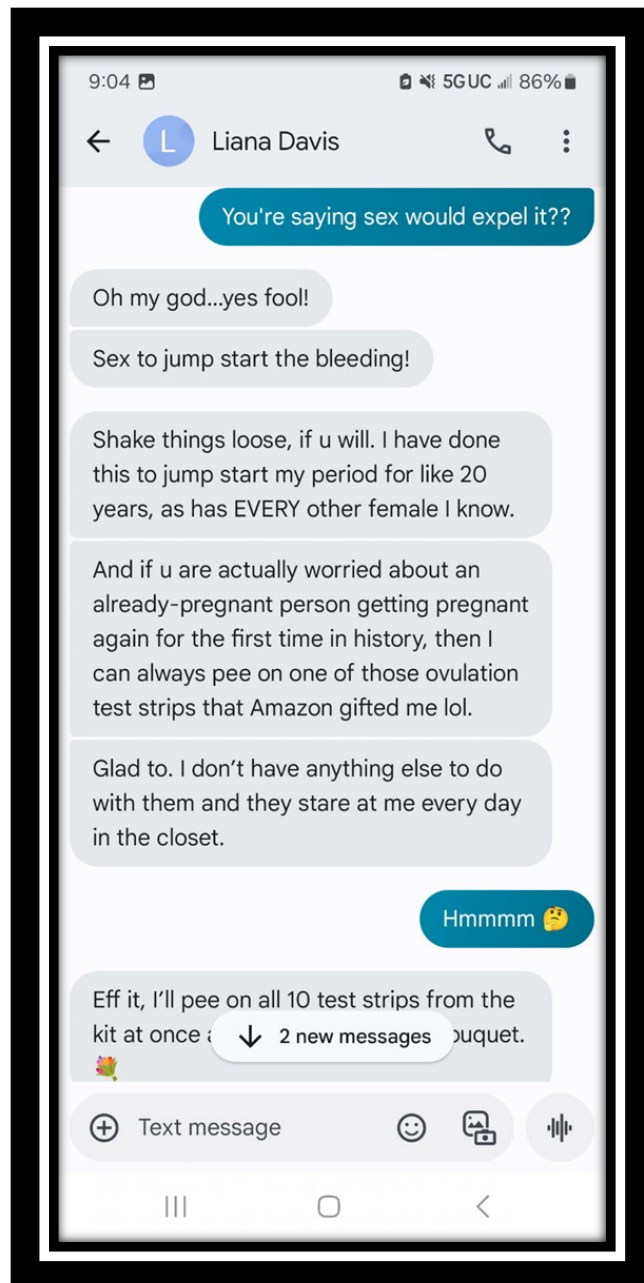 9:04 5G UC 86%
L Liana Davis
You're saying sex would expel it??
Oh my god...yes fool!
Sex to jump start the bleeding!
Shake things loose, if u will. I have done
this to jump start my period for like 20
years, as has EVERY other female I know.
And if u are actually worried about an
already-pregnant person getting pregnant
again for the first time in history, then I
can always pee on one of those ovulation
test strips that Amazon gifted me lol.
Glad to. I don’t have anything else to do
with them and they stare at me every day
in the closet.
Hmmmm 🤔
Eff it, I’ll pee on all 10 test strips from the
kit at once
2 new messages
💐
Text message